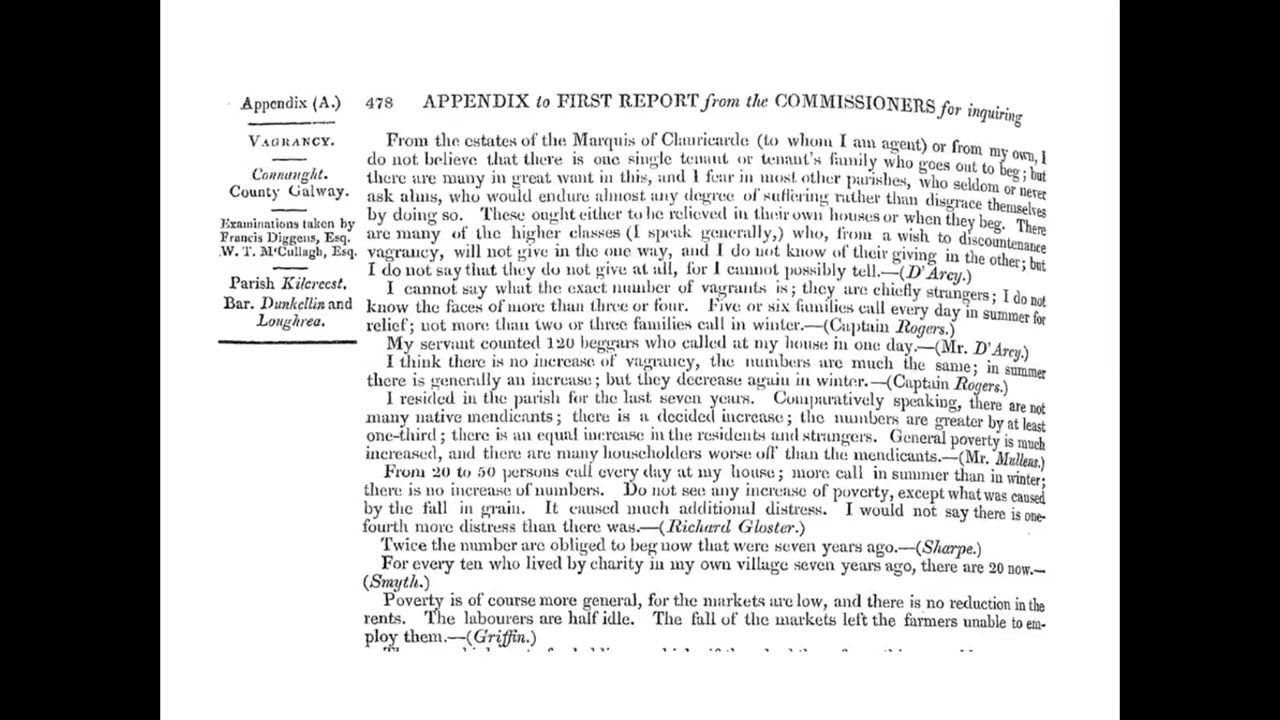 Appendix (A.)
478 APPENDIX to FIRST REPORT from the COMMISSIONERS for inquiring
VAGRANCY.
Connaught.
County Galway.
Examinations taken by
Francis Diggens, Esq.
W. T. M'Cullagh, Esq.
Parish Kilcreest.
Bar. Dunkellin and
Loughrea.
From the estates of the Marquis of Clanricarde (to whom I am agent) or from my own, I
do not believe that there is one single tenant or tenant's family who goes out to beg; but
there are many in great want in this, and I fear in most other parishes, who seldom or never
ask alms, who would endure almost any degree of suffering rather than disgrace themselves
by doing so. These ought either to be relieved in their own houses or when they beg. There
are many of the higher classes (I speak generally,) who, from a wish to discountenance
vagrancy, will not give in the one way, and I do not know of their giving in the other; but
I do not say that they do not give at all, for I cannot possibly tell.—(D'Arcy.)
I cannot say what the exact number of vagrants is; they are chiefly strangers; I do not
know the faces of more than three or four. Five or six families call every day in summer for
relief; not more than two or three families call in winter.—(Captain Rogers.)
My servant counted 120 beggars who called at my house in one day.—(Mr. D'Arcy.)
I think there is no increase of vagrancy, the numbers are much the same; in summer
there is generally an increase; but they decrease again in winter.—(Captain Rogers.)
I resided in the parish for the last seven years. Comparatively speaking, there are not
many native mendicants; there is a decided increase; the numbers are greater by at least
one-third; there is an equal increase in the residents and strangers. General poverty is much
increased, and there are many householders worse off than the mendicants.—(Mr. Mullens.)
From 20 to 50 persons call every day at my house; more call in summer than in winter;
there is no increase of numbers. Do not see any increase of poverty, except what was caused
by the fall in grain. It caused much additional distress. I would not say there is one-
fourth more distress than there was.—(Richard Gloster.)
Twice the number are obliged to beg now that were seven years ago.—(Sharpe.)
For every ten who lived by charity in my own village seven years ago, there are 20 now.—
(Smyth.)
Poverty is of course more general, for the markets are low, and there is no reduction in the
rents. The labourers are half idle. The fall of the markets left the farmers unable to em-
ploy them.—(Griffin.)